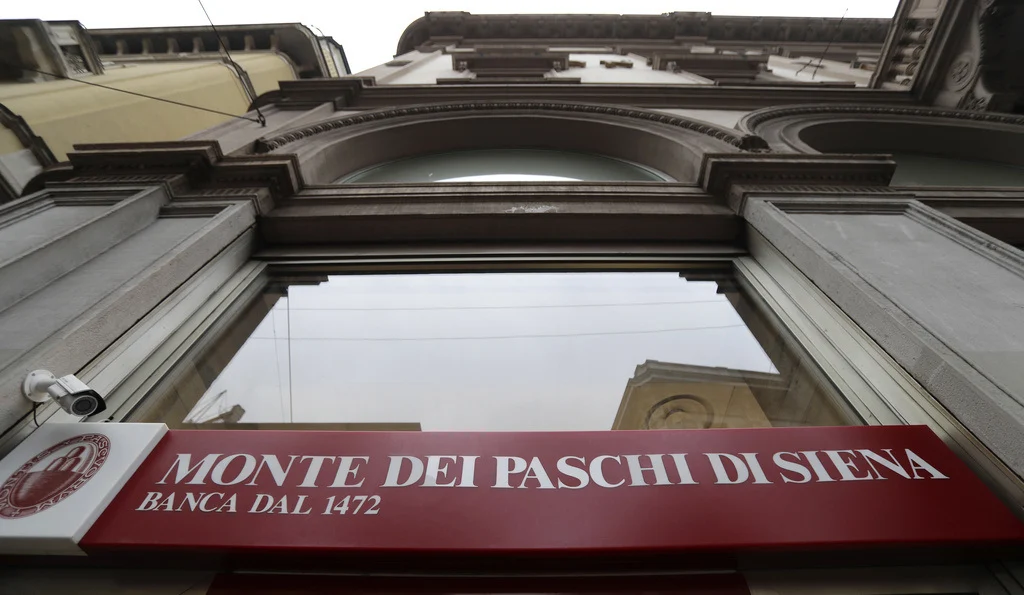 MONTE DEI PASCHI DI SIENA
BANCA DAL 1472